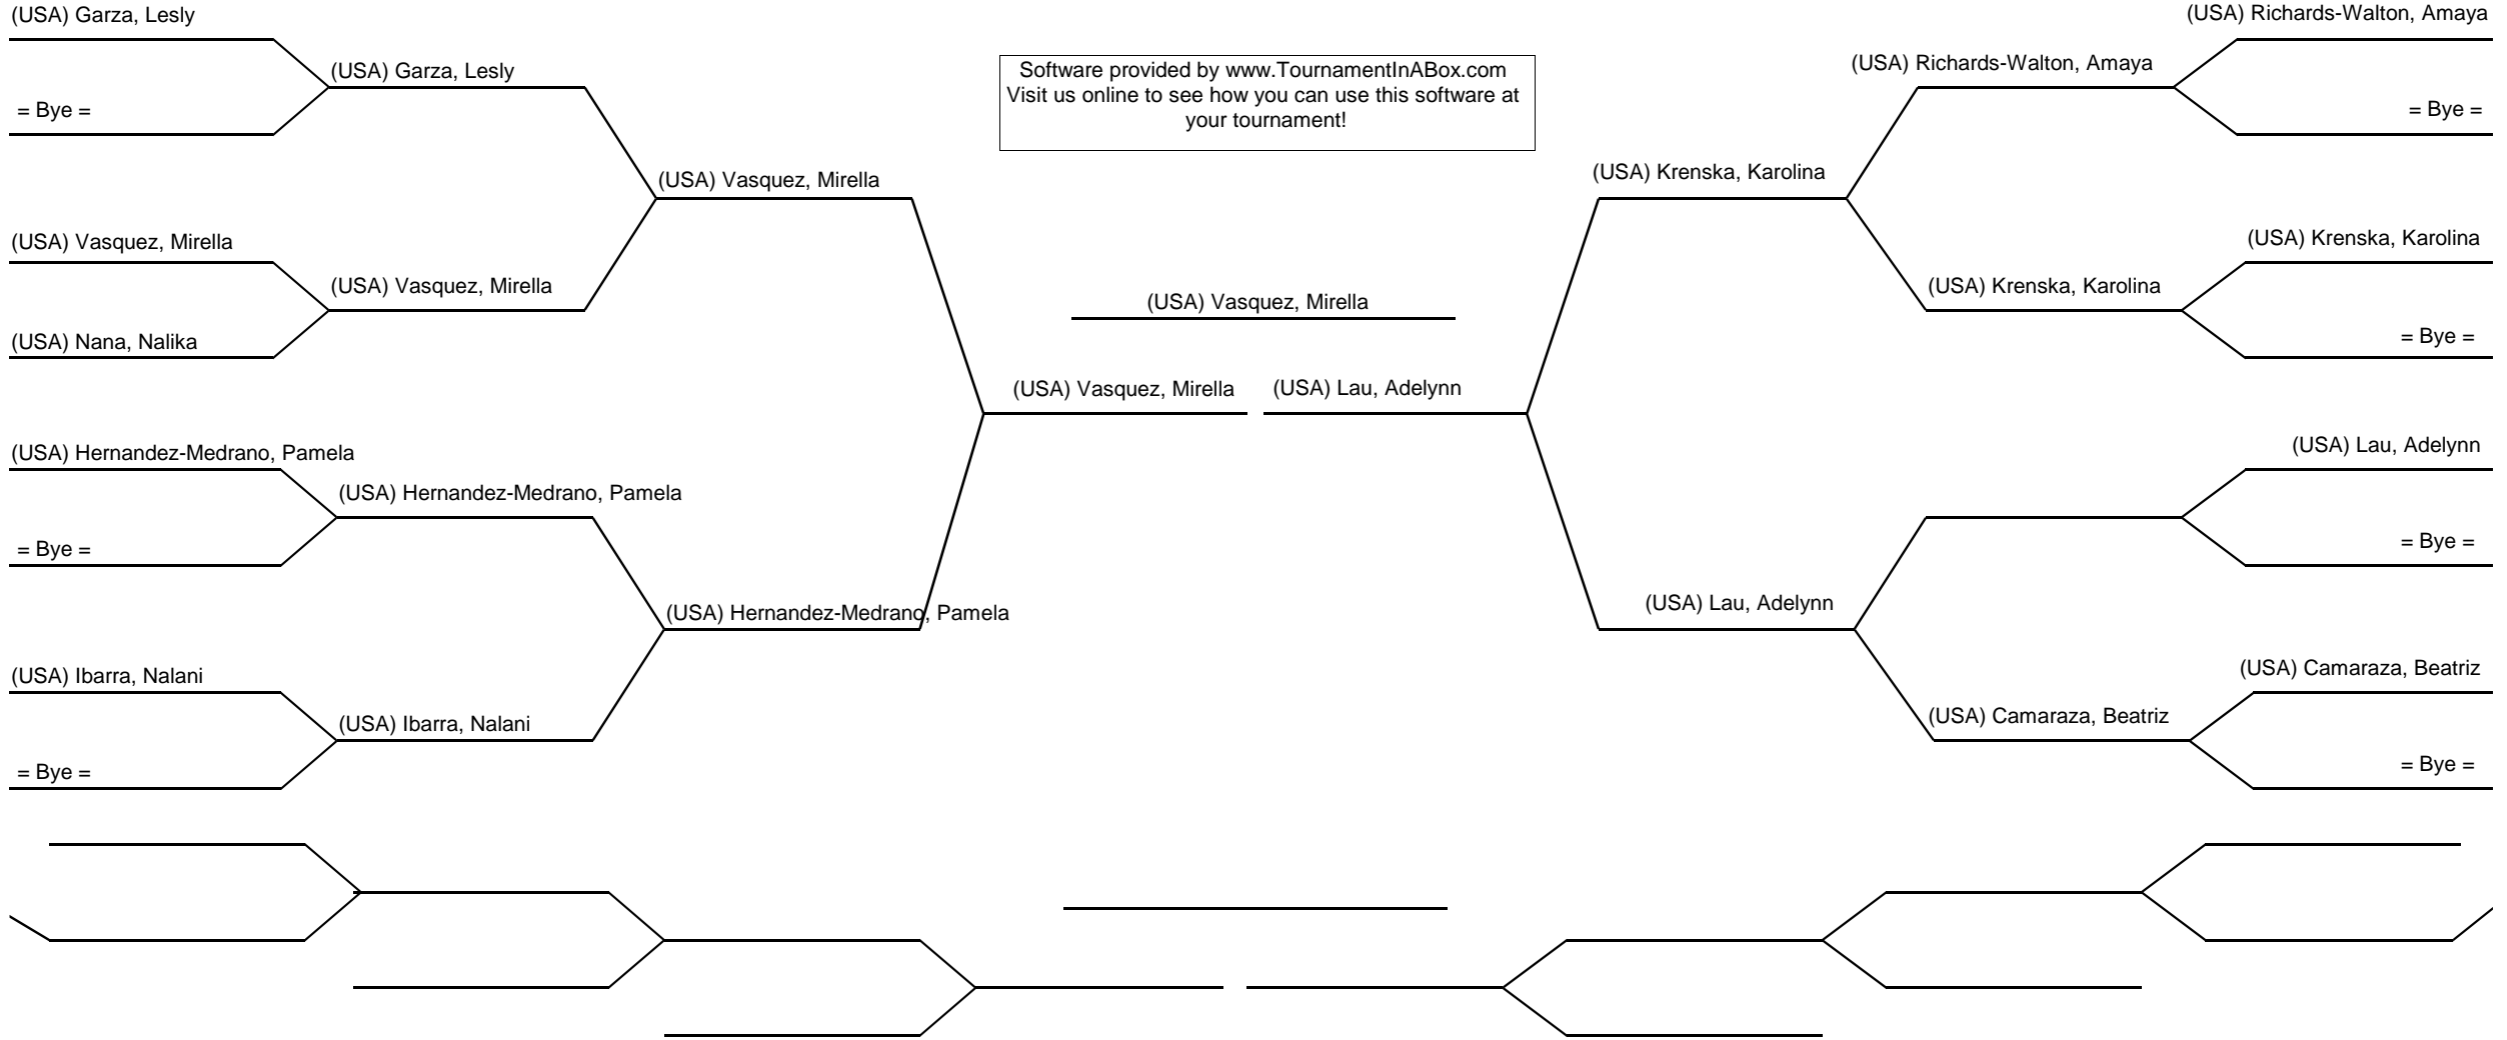 (USA) Garza, Lesly
(USA) Richards-Walton, Amaya
(USA) Garza, Lesly
Software provided by www.TournamentInABox.com
Visit us online to see how you can use this software at
your tournament!
(USA) Richards-Walton, Amaya
= Bye =
= Bye =
(USA) Vasquez, Mirella
(USA) Krenska, Karolina
(USA) Vasquez, Mirella
(USA) Krenska, Karolina
(USA) Vasquez, Mirella
(USA) Vasquez, Mirella
(USA) Krenska, Karolina
(USA) Nana, Nalika
= Bye =
(USA) Vasquez, Mirella
(USA) Lau, Adelynn
(USA) Hernandez-Medrano, Pamela
(USA) Lau, Adelynn
(USA) Hernandez-Medrano, Pamela
= Bye =
= Bye =
(USA) Hernandez-Medrano, Pamela
(USA) Lau, Adelynn
(USA) Ibarra, Nalani
(USA) Camaraza, Beatriz
(USA) Ibarra, Nalani
(USA) Camaraza, Beatriz
= Bye =
= Bye =